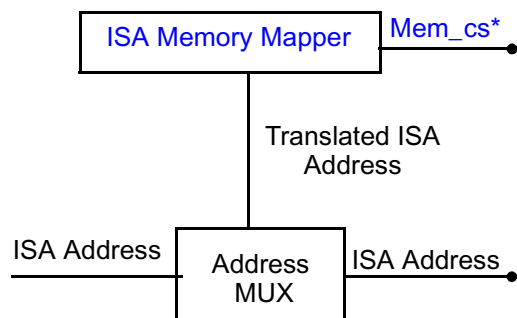 ISA Memory Mapper
Mem_cs*
Translated ISA
Address
ISA Address
Address
MUX
ISA Address